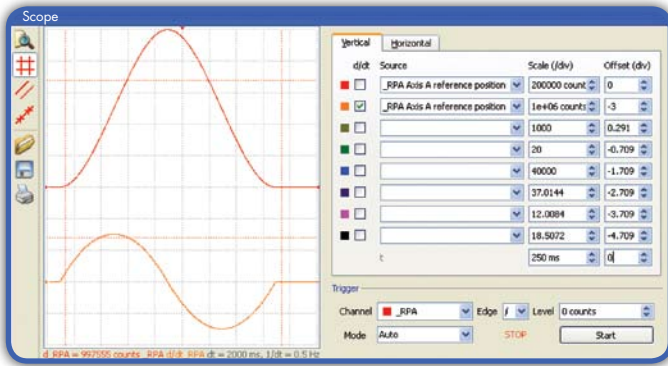 Scope
Vertical Horizontal
d/dt Source Scale (/div) Offset (div)
_RPA Axis A reference position 200000 count 0
_RPA Axis A reference position 1e+06 counts -3
1000 0.291
20 -0.709
40000 -1.709
37.0144 -2.709
12.0084 -3.709
18.5072 -4.709
t 250 ms 0
Trigger
Channel _RPA Edge Level 0 counts
Mode Auto STOP Start
d_RPA = 997555 counts _RPA d/dt_RPA dt = 2000 ms, 1/dt = 0.5 Hz